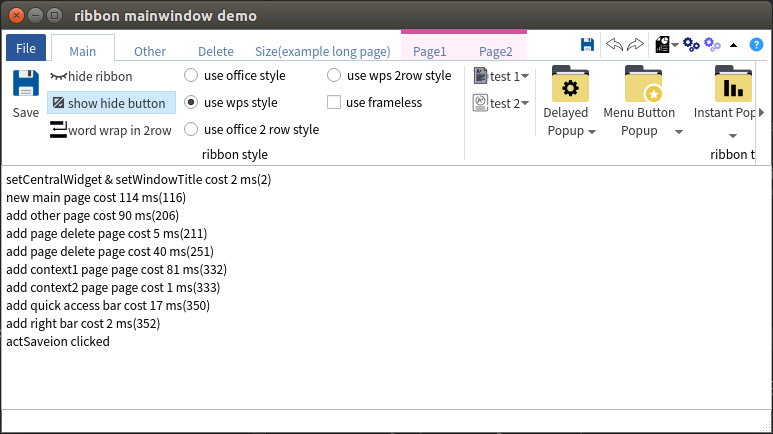 ribbon mainwindow demo
File Main Other Delete Size(example long page) Page1 Page2
Save
hide ribbon
show hide button
word wrap in 2row
use office style
use wps style
use office 2 row style
use wps 2row style
use frameless
ribbon style
test 1
test 2
Delayed
Popup
Menu Button
Popup
Instant Pop
ribbon t
setCentralWidget & setWindowTitle cost 2 ms(2)
new main page cost 114 ms(116)
add other page cost 90 ms(206)
add page delete page cost 5 ms(211)
add page delete page cost 40 ms(251)
add context1 page page cost 81 ms(332)
add context2 page page cost 1 ms(333)
add quick access bar cost 17 ms(350)
add right bar cost 2 ms(352)
actSaveion clicked